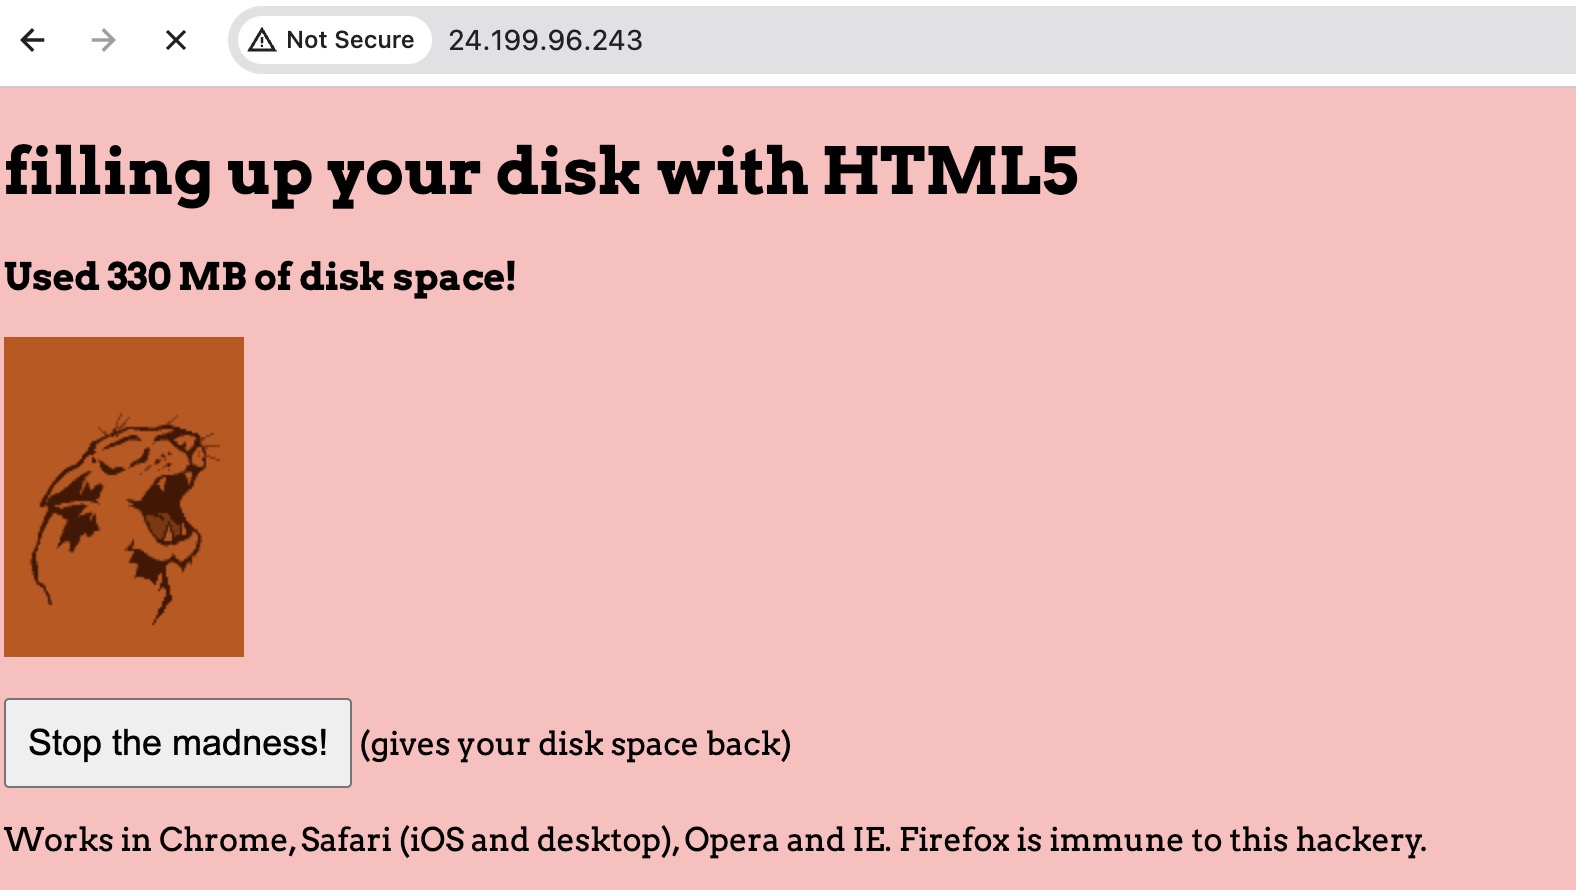 Not Secure 24.199.96.243
filling up your disk with HTML5
Used 330 MB of disk space!
Stop the madness! (gives your disk space back)
Works in Chrome, Safari (iOS and desktop), Opera and IE. Firefox is immune to this hackery.